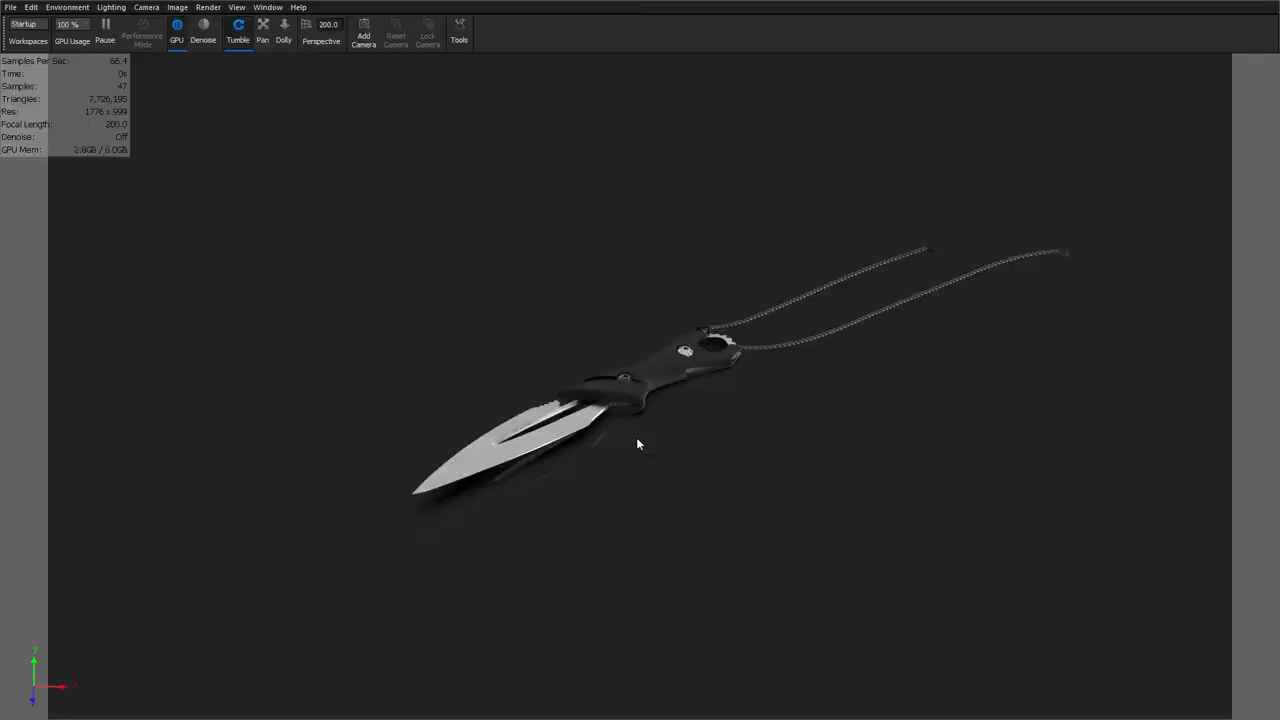 File Edit Environment Lighting Camera Image Render View Window Help
Startup 100 % 200.0
Workspaces GPU Usage Pause Performance Mode GPU Denoise Tumble Pan Dolly Perspective Add Camera Reset Camera Lock Camera Tools
Samples Per Sec: 66.4
Time: 0s
Samples: 47
Triangles: 7,726,195
Res: 1776 x 999
Focal Length: 200.0
Denoise: Off
GPU Mem: 2.8GB / 6.0GB
y
x
z